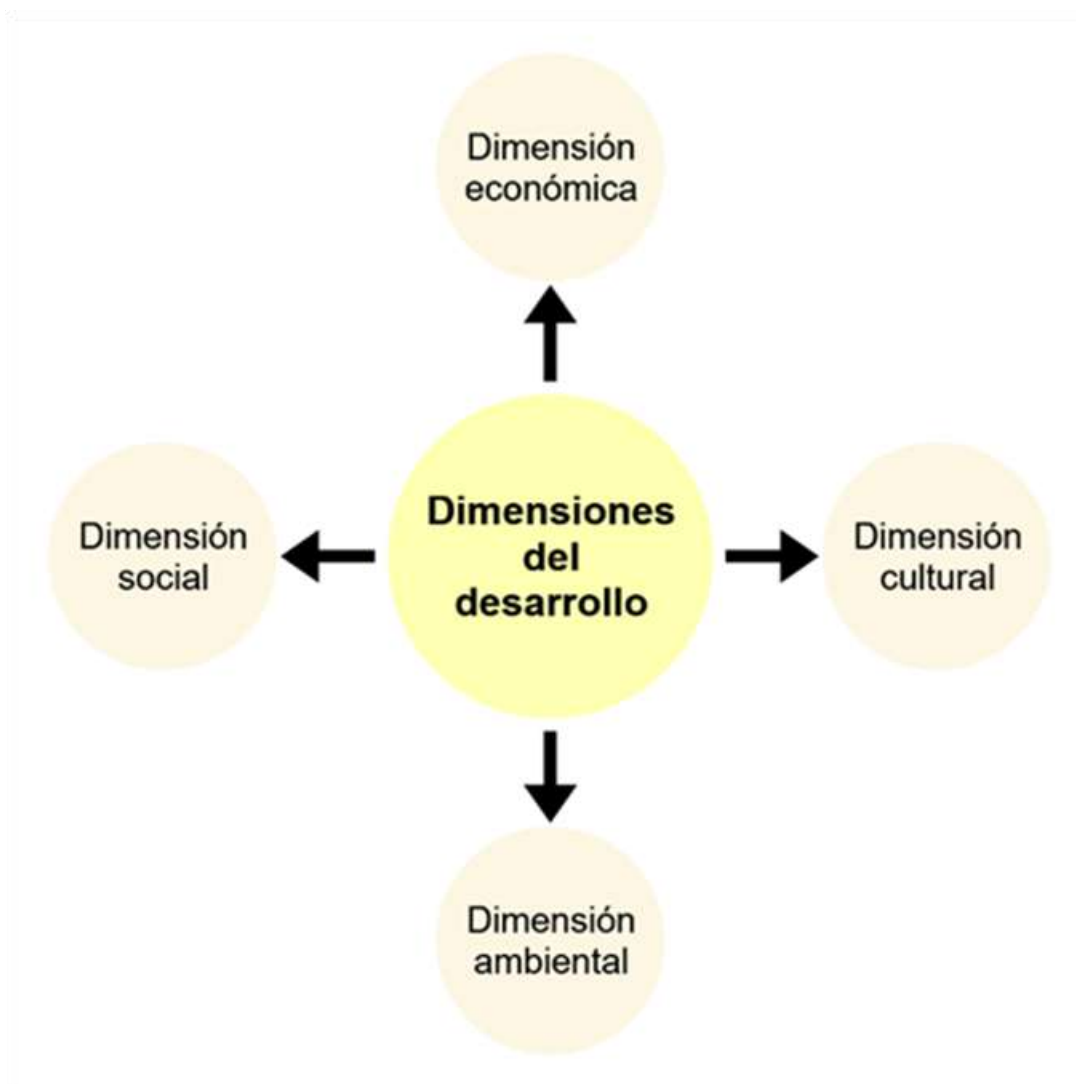 Dimensión
económica
Dimensión
social
Dimensiones
del
desarrollo
Dimensión
cultural
Dimensión
ambiental